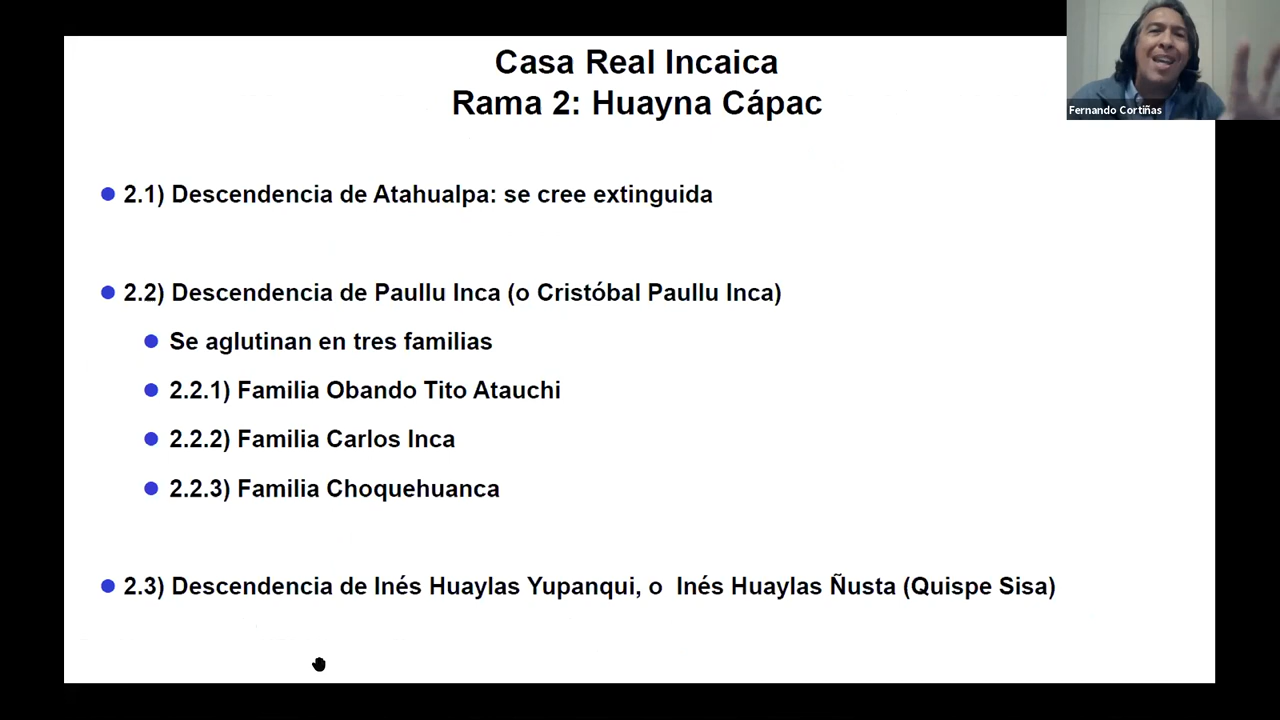 Casa Real Incaica
Rama 2: Huayna Cápac
Fernando Cortiñas
2.1) Descendencia de Atahualpa: se cree extinguida
2.2) Descendencia de Paullu Inca (o Cristóbal Paullu Inca)
Se aglutinan en tres familias
2.2.1) Familia Obando Tito Atauchi
2.2.2) Familia Carlos Inca
2.2.3) Familia Choquehuanca
2.3) Descendencia de Inés Huaylas Yupanqui, o  Inés Huaylas Ñusta (Quispe Sisa)